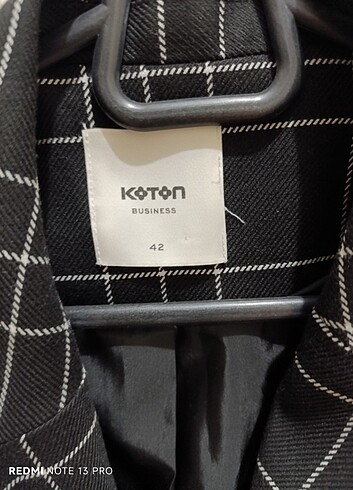 KOTON
BUSINESS
42
REDMI NOTE 13 PRO